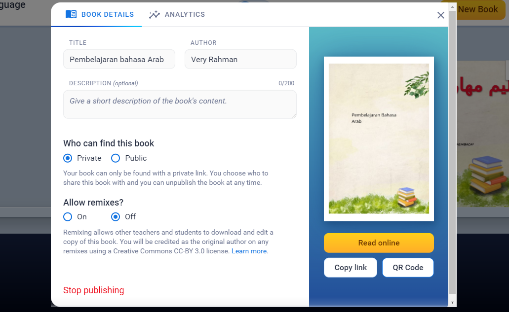 guage
New Book
BOOK DETAILS
ANALYTICS
TITLE
AUTHOR
Pembelajaran bahasa Arab
Very Rahman
DESCRIPTION (optional)
0/200
Give a short description of the book's content.
Who can find this book
Private
Public
Your book can only be found with a private link. You choose who to
share this book with and you can unpublish the book at any time.
Allow remixes?
On
Off
Remixing allows other teachers and students to download and edit a
copy of this book. You will be credited as the original author on any
remixes using a Creative Commons CC-BY 3.0 license. Learn more.
Stop publishing
Pembelajaran Bahasa
Arab
Read online
Copy link
QR Code